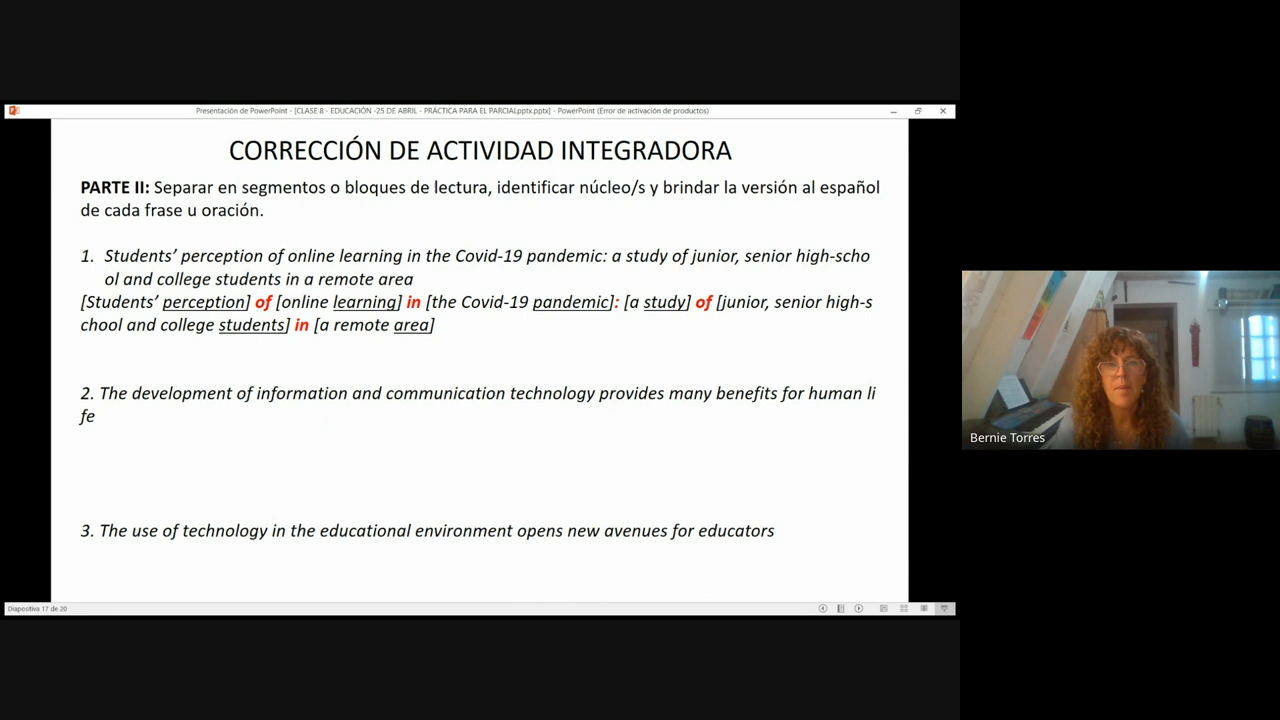 Presentación de PowerPoint - [CLASE 8 - EDUCACIÓN -25 DE ABRIL - PRÁCTICA PARA EL PARCIAL.pptx.pptx] - PowerPoint (Error de activación de productos)
CORRECCIÓN DE ACTIVIDAD INTEGRADORA
PARTE II: Separar en segmentos o bloques de lectura, identificar núcleo/s y brindar la versión al español
de cada frase u oración.
1. Students’ perception of online learning in the Covid-19 pandemic: a study of junior, senior high-scho
ol and college students in a remote area
[Students’ perception] of [online learning] in [the Covid-19 pandemic]: [a study] of [junior, senior high-s
chool and college students] in [a remote area]
2. The development of information and communication technology provides many benefits for human li
fe
3. The use of technology in the educational environment opens new avenues for educators
Diapositiva 17 de 20
Bernie Torres